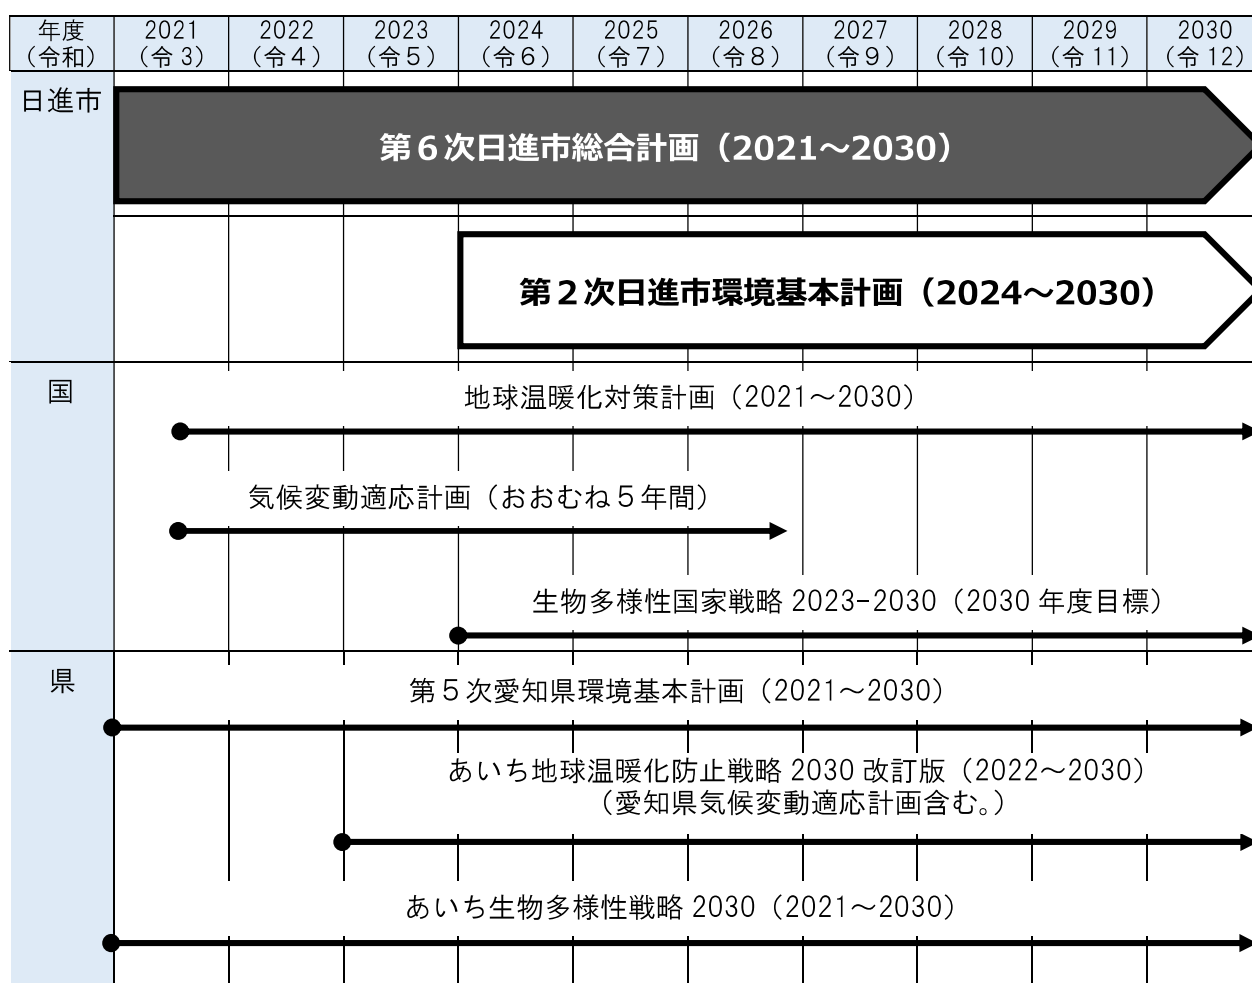 年度 2021 2022 2023 2024 2025 2026 2027 2028 2029 2030
（令和） （令３） （令４） （令５） （令６） （令７） （令８） （令９） （令10） （令11） （令12）
日進市
第６次日進市総合計画（2021～2030）
第２次日進市環境基本計画（2024～2030）
国
地球温暖化対策計画（2021～2030）
気候変動適応計画（おおむね５年間）
生物多様性国家戦略 2023-2030（2030 年度目標）
県
第５次愛知県環境基本計画（2021～2030）
あいち地球温暖化防止戦略 2030 改訂版（2022～2030）
（愛知県気候変動適応計画含む。）
あいち生物多様性戦略 2030（2021～2030）